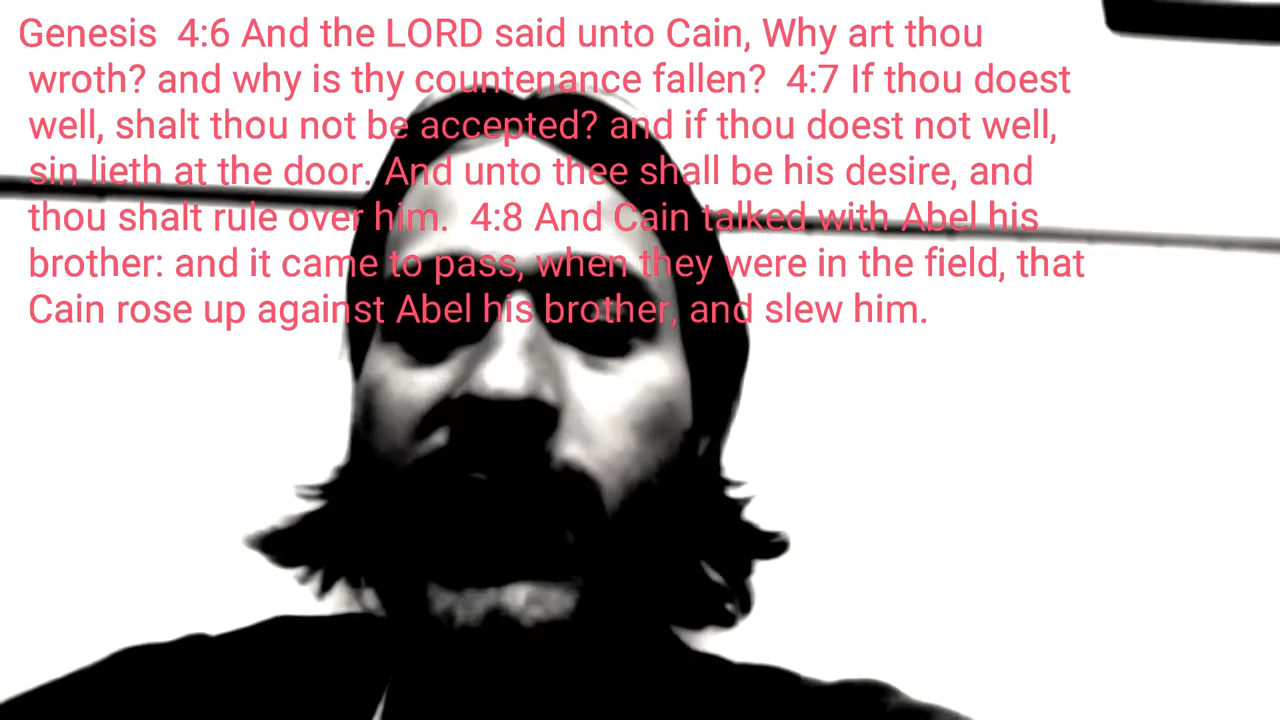 Genesis  4:6 And the LORD said unto Cain, Why art thou
wroth? and why is thy countenance fallen?  4:7 If thou doest
well, shalt thou not be accepted? and if thou doest not well,
sin lieth at the door. And unto thee shall be his desire, and
thou shalt rule over him.  4:8 And Cain talked with Abel his
brother: and it came to pass, when they were in the field, that
Cain rose up against Abel his brother, and slew him.